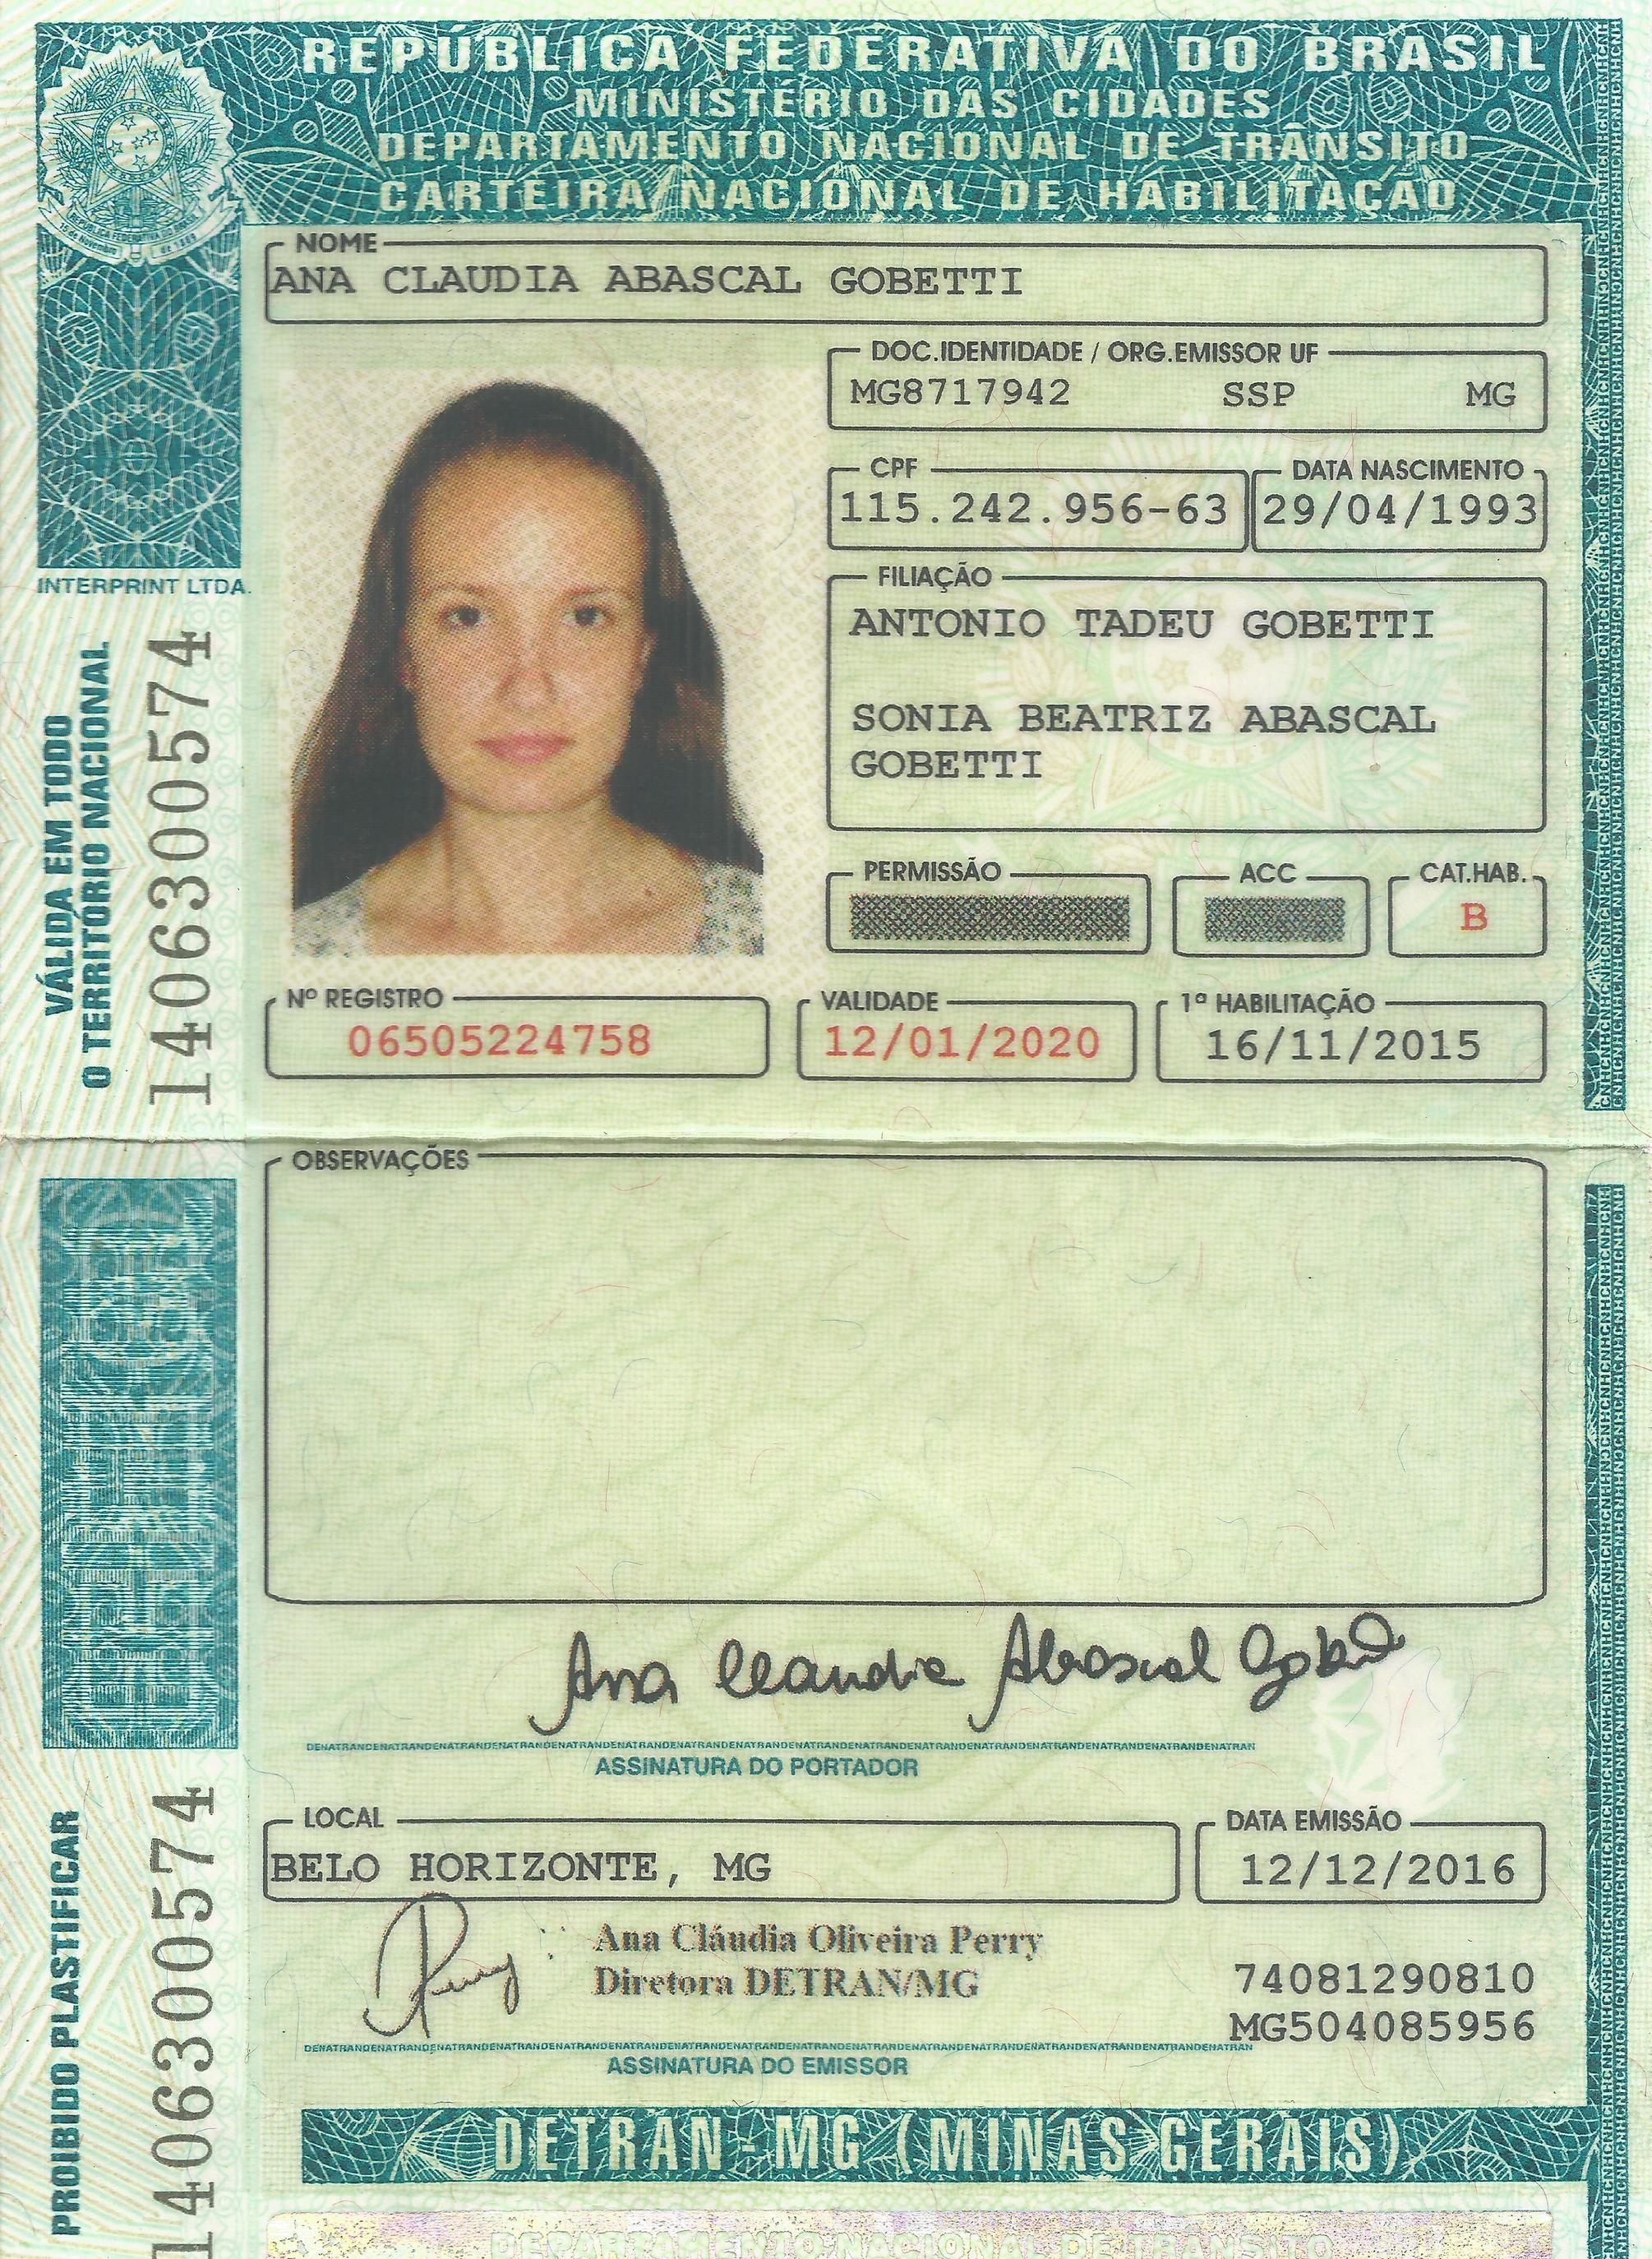 REPÚBLICA FEDERATIVA DO BRASIL
MINISTÉRIO DAS CIDADES
DEPARTAMENTO NACIONAL DE TRÂNSITO
CARTEIRA NACIONAL DE HABILITAÇÃO
NOME
ANA CLAUDIA ABASCAL GOBETTI
DOC.IDENTIDADE / ORG.EMISSOR UF
MG8717942 SSP MG
CPF
115.242.956-63
DATA NASCIMENTO
29/04/1993
FILIAÇÃO
ANTONIO TADEU GOBETTI
SONIA BEATRIZ ABASCAL
GOBETTI
PERMISSÃO
ACC
CAT.HAB.
B
Nº REGISTRO
06505224758
VALIDADE
12/01/2020
1ª HABILITAÇÃO
16/11/2015
INTERPRINT LTDA.
VÁLIDA EM TODO
O TERRITÓRIO NACIONAL
1406300574
OBSERVAÇÕES
Ana Claudia Abascal Gobetti
DENATRANDENATRANDENATRANDENATRANDENATRANDENATRANDENATRANDENATRANDENATRANDENATRANDENATRANDENATRAN
ASSINATURA DO PORTADOR
LOCAL
BELO HORIZONTE, MG
DATA EMISSÃO
12/12/2016
Ana Cláudia Oliveira Perry
Diretora DETRAN/MG
74081290810
MG504085956
ASSINATURA DO EMISSOR
PROIBIDO PLASTIFICAR
1406300574
DETRAN-MG (MINAS GERAIS)
DEPARTAMENTO NACIONAL DE TRANSITO